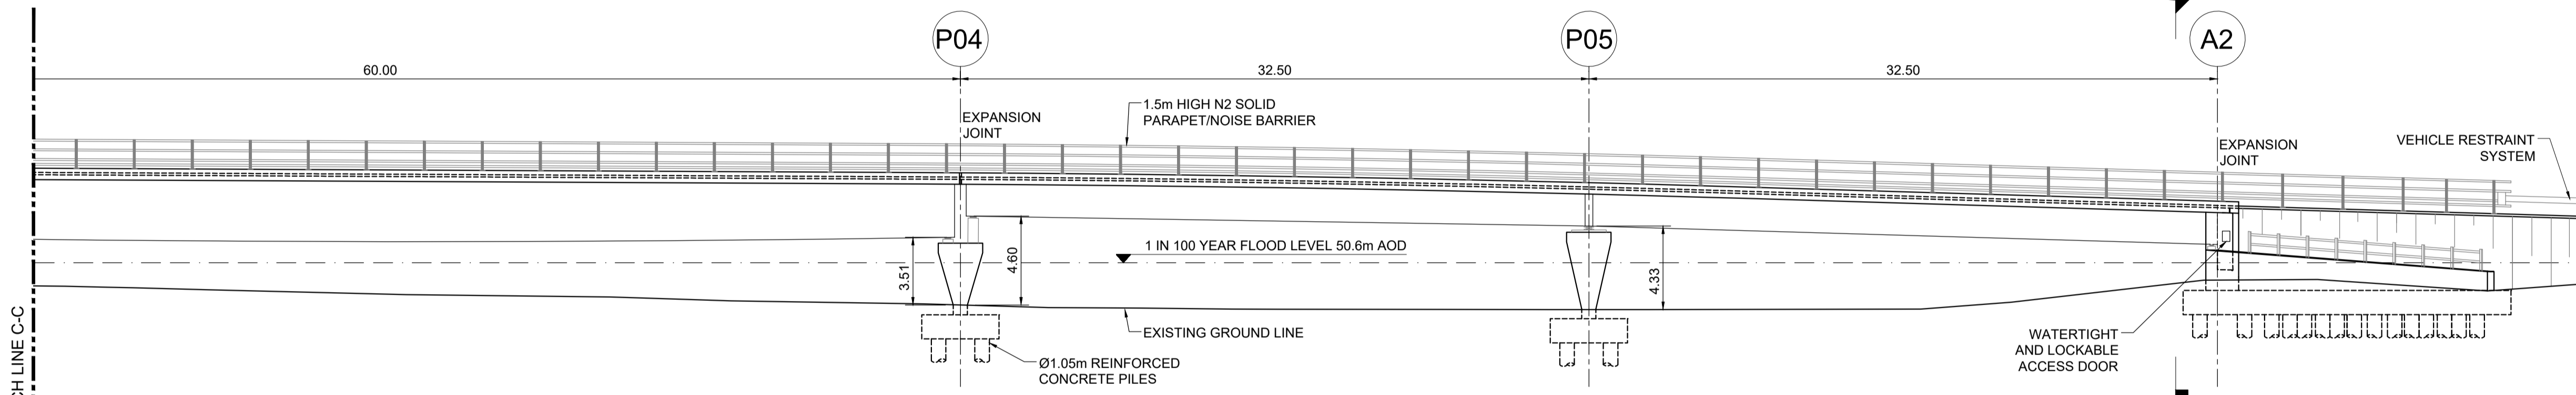 P04
P05
A2
60.00
32.50
32.50
EXPANSION
JOINT
1.5m HIGH N2 SOLID
PARAPET/NOISE BARRIER
EXPANSION
JOINT
VEHICLE RESTRAINT
SYSTEM
3.51
4.60
1 IN 100 YEAR FLOOD LEVEL 50.6m AOD
4.33
EXISTING GROUND LINE
Ø1.05m REINFORCED
CONCRETE PILES
WATERTIGHT
AND LOCKABLE
ACCESS DOOR
LINE C-C